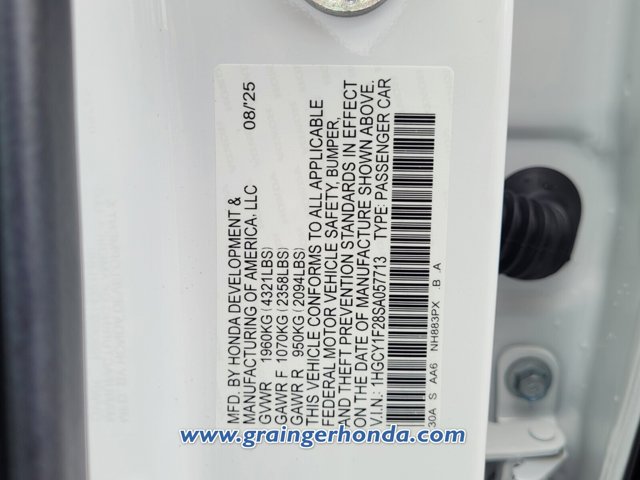 MFD. BY HONDA DEVELOPMENT & 08/'25
MANUFACTURING OF AMERICA, LLC
GVWR 1960KG (4321LBS)
GAWR F 1070KG (2358LBS)
GAWR R 950KG (2094LBS)
THIS VEHICLE CONFORMS TO ALL APPLICABLE
FEDERAL MOTOR VEHICLE SAFETY, BUMPER,
AND THEFT PREVENTION STANDARDS IN EFFECT
ON THE DATE OF MANUFACTURE SHOWN ABOVE.
V.I.N.: 1HGCY1F28SA057713 TYPE: PASSENGER CAR
30A S AA6 NH883PX .B .A
www.graingerhonda.com